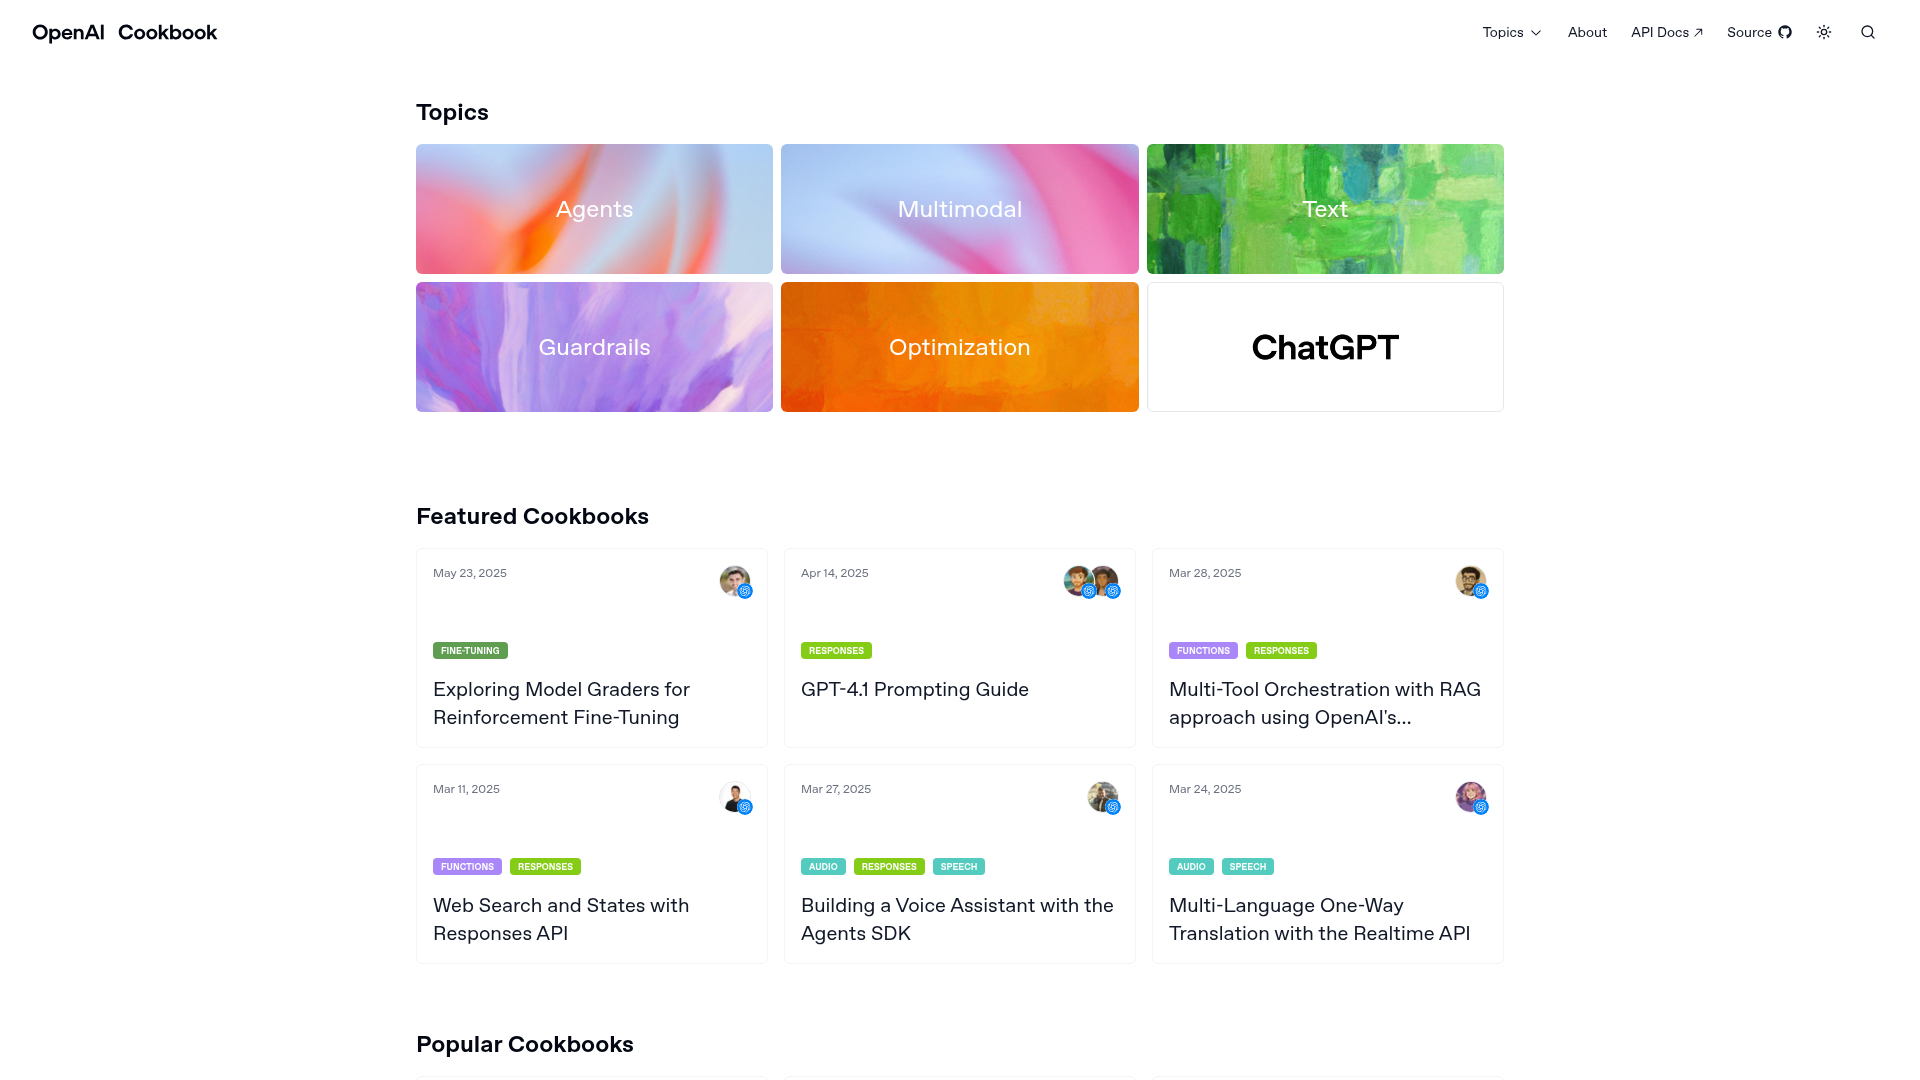 OpenAI Cookbook
Topics
About
API Docs
Source
Topics
Agents
Multimodal
Text
Guardrails
Optimization
ChatGPT
Featured Cookbooks
May 23, 2025
FINE-TUNING
Exploring Model Graders for
Reinforcement Fine-Tuning
Apr 14, 2025
RESPONSES
GPT-4.1 Prompting Guide
Mar 28, 2025
FUNCTIONS RESPONSES
Multi-Tool Orchestration with RAG
approach using OpenAI's...
Mar 11, 2025
FUNCTIONS RESPONSES
Web Search and States with
Responses API
Mar 27, 2025
AUDIO RESPONSES SPEECH
Building a Voice Assistant with the
Agents SDK
Mar 24, 2025
AUDIO SPEECH
Multi-Language One-Way
Translation with the Realtime API
Popular Cookbooks